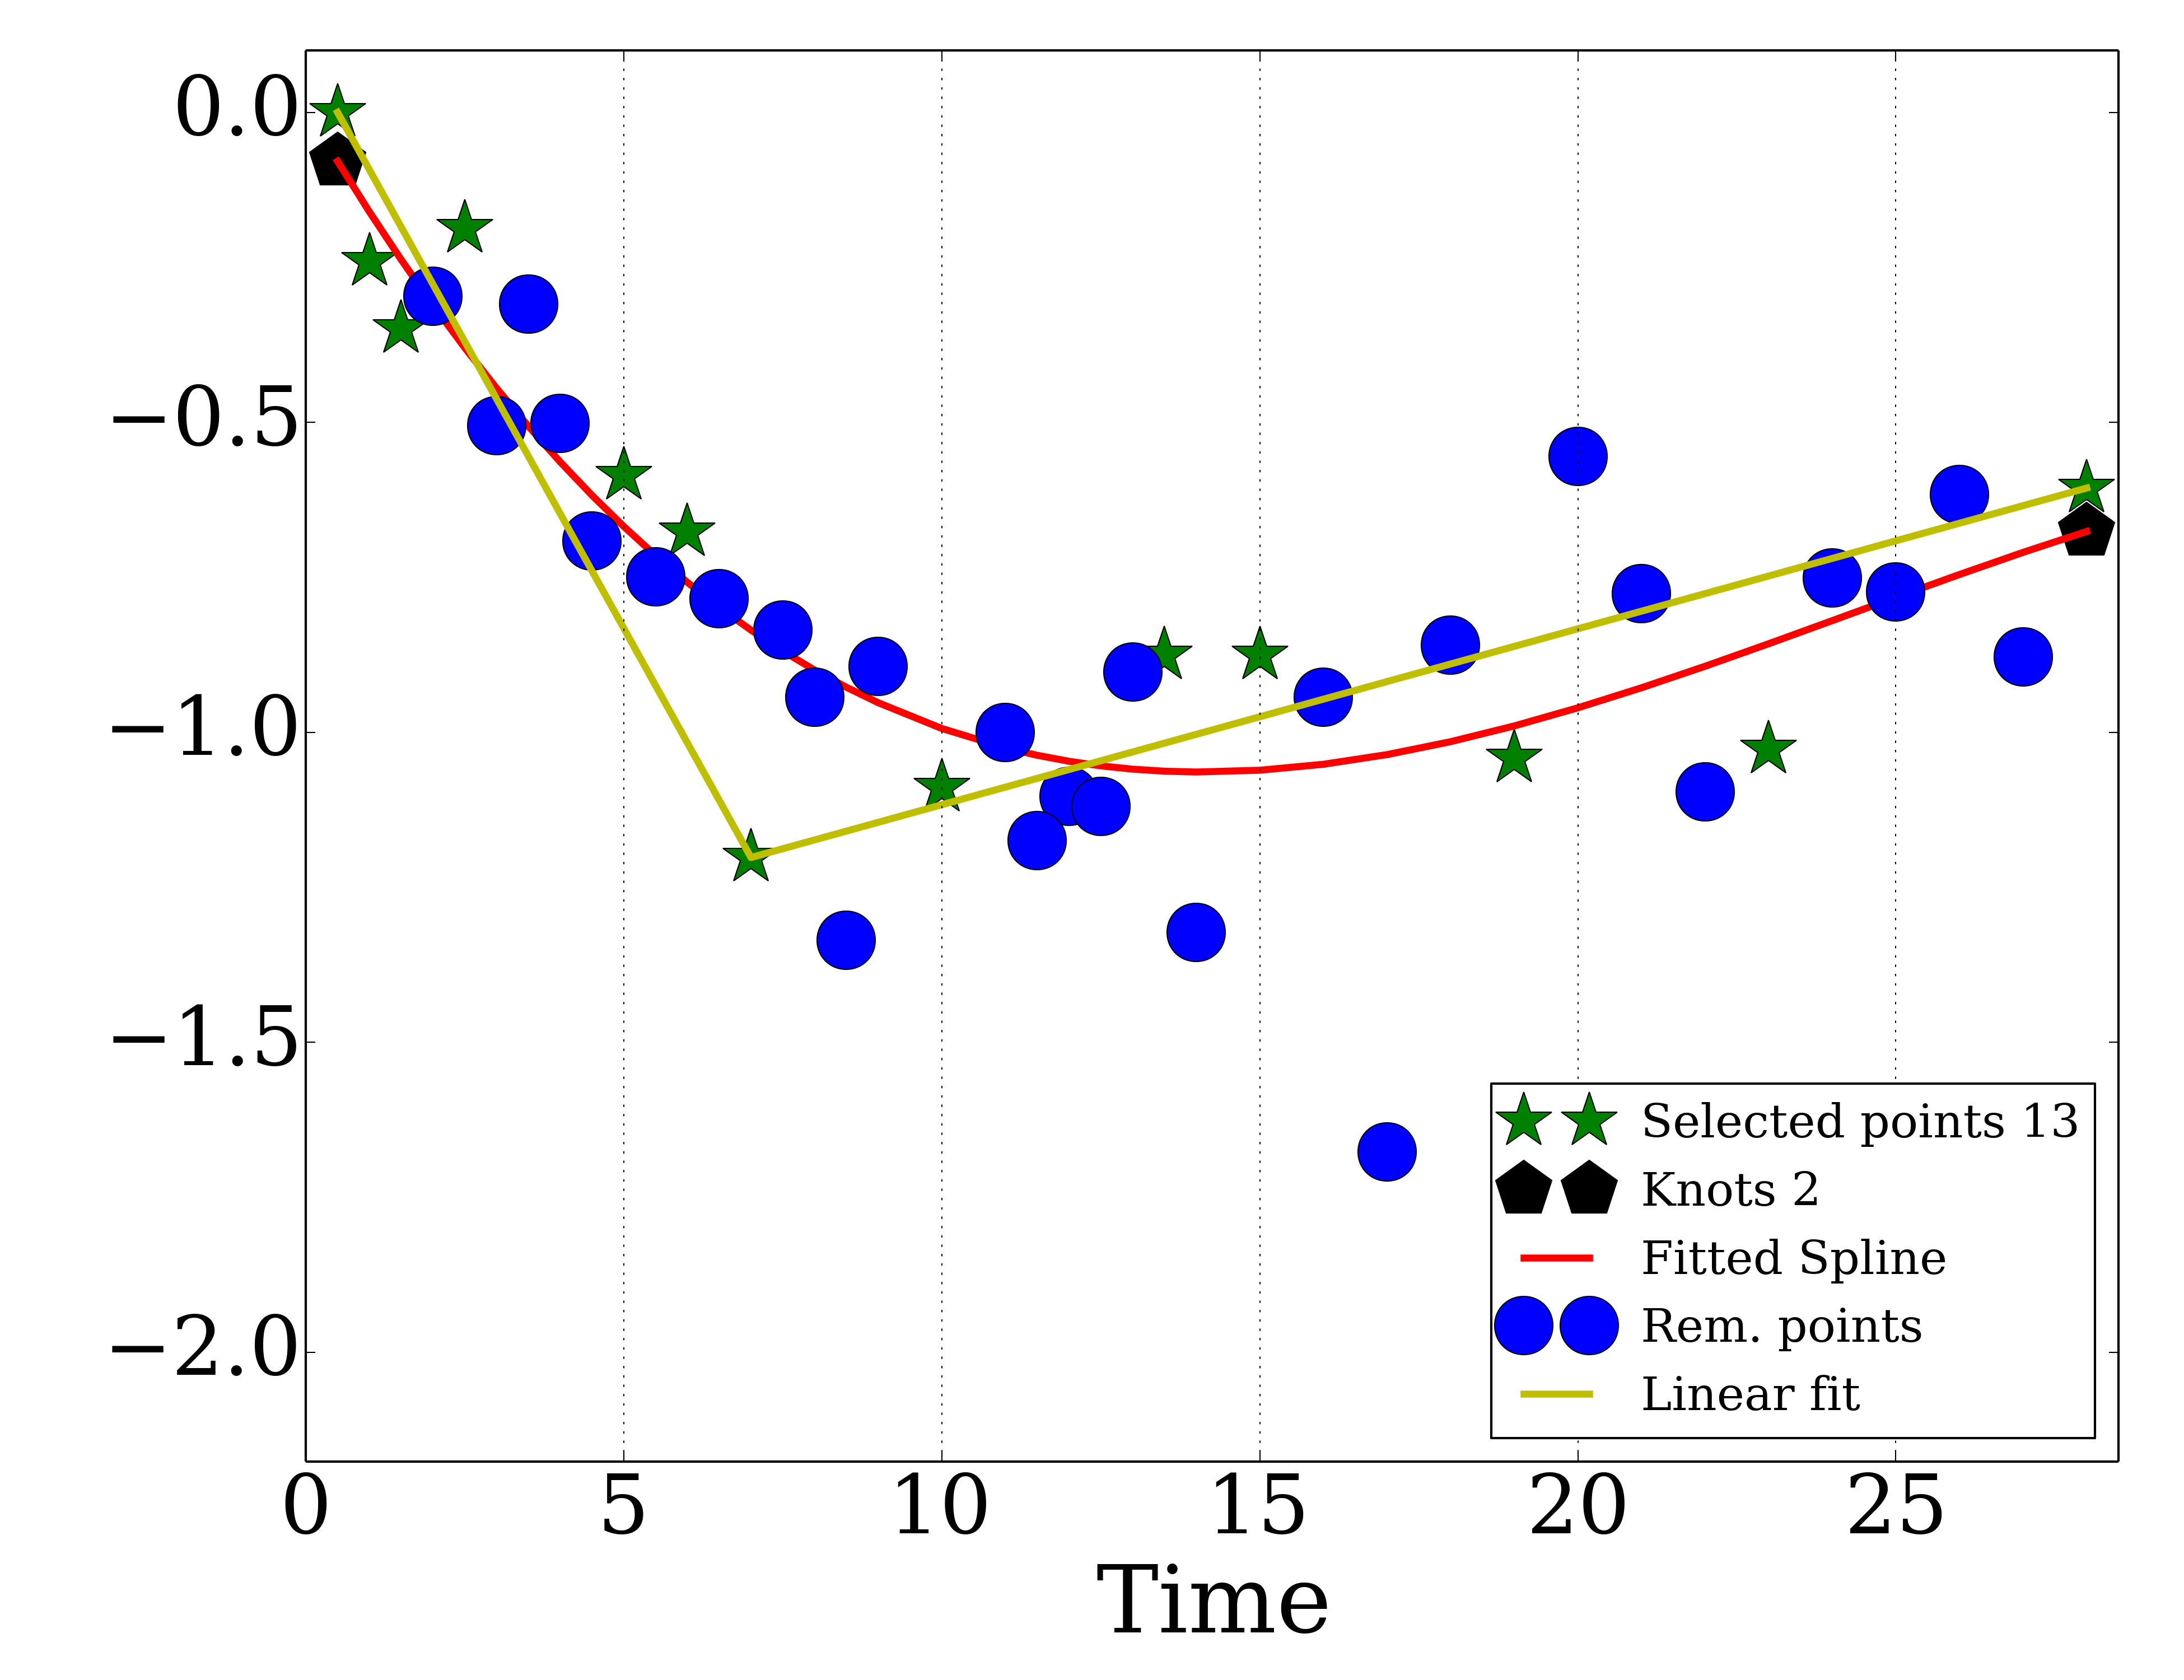 0.0
−0.5
−1.0
−1.5
−2.0
Selected points 13
Knots 2
Fitted Spline
Rem. points
Linear fit
0 5 10 15 20 25
Time